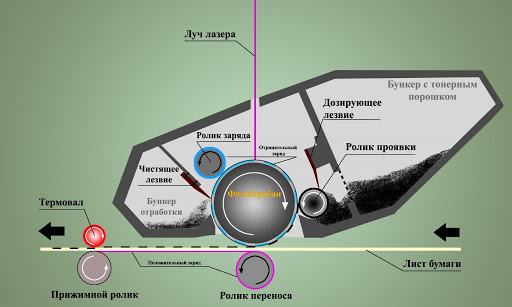 Луч лазера
Бункер с тонерным
порошком
Дозирующее
лезвие
Ролик заряда
Отрицательный
заряд
Ролик проявки
Чистящее
лезвие
Фотобарабан
Бункер
отработки
Термовал
Положительный заряд
Лист бумаги
Прижимной ролик
Ролик переноса